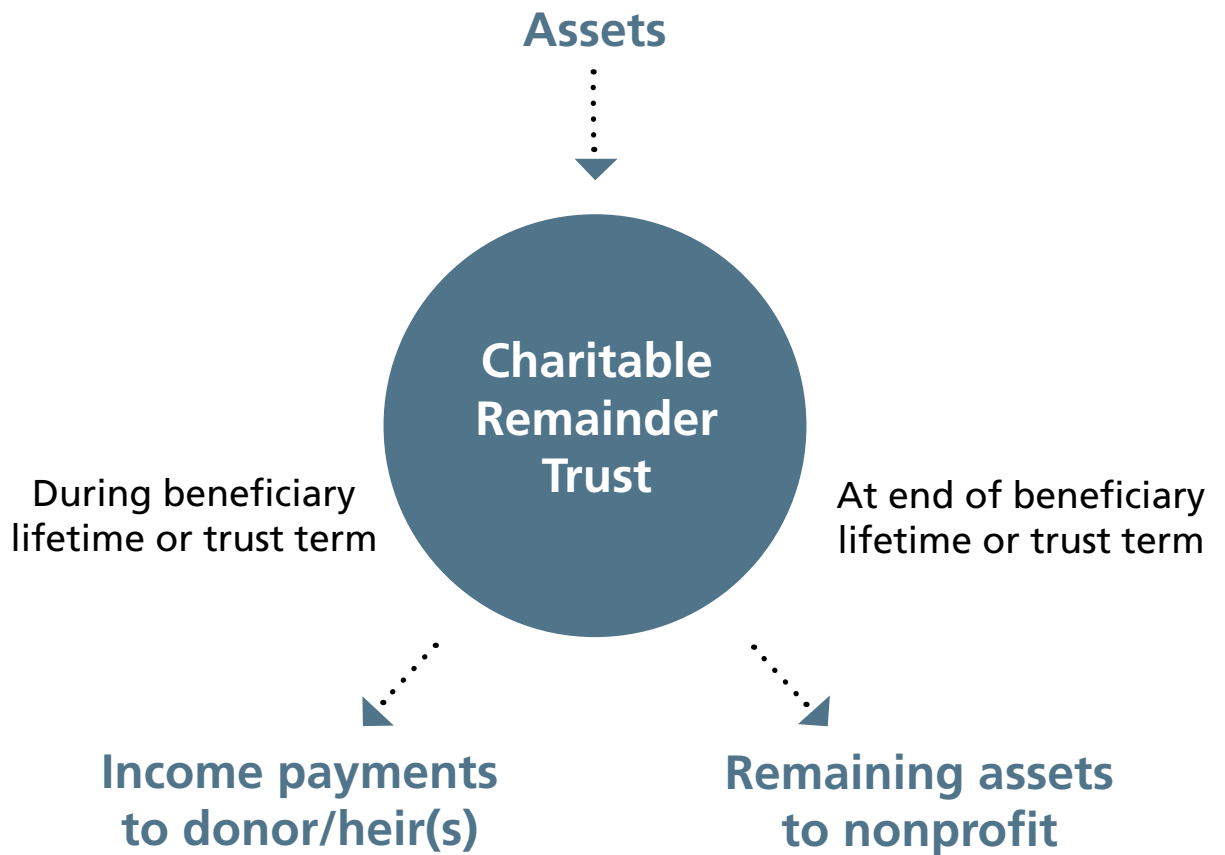 Assets
Charitable
Remainder
Trust
During beneficiary
lifetime or trust term
At end of beneficiary
lifetime or trust term
Income payments
to donor/heir(s)
Remaining assets
to nonprofit